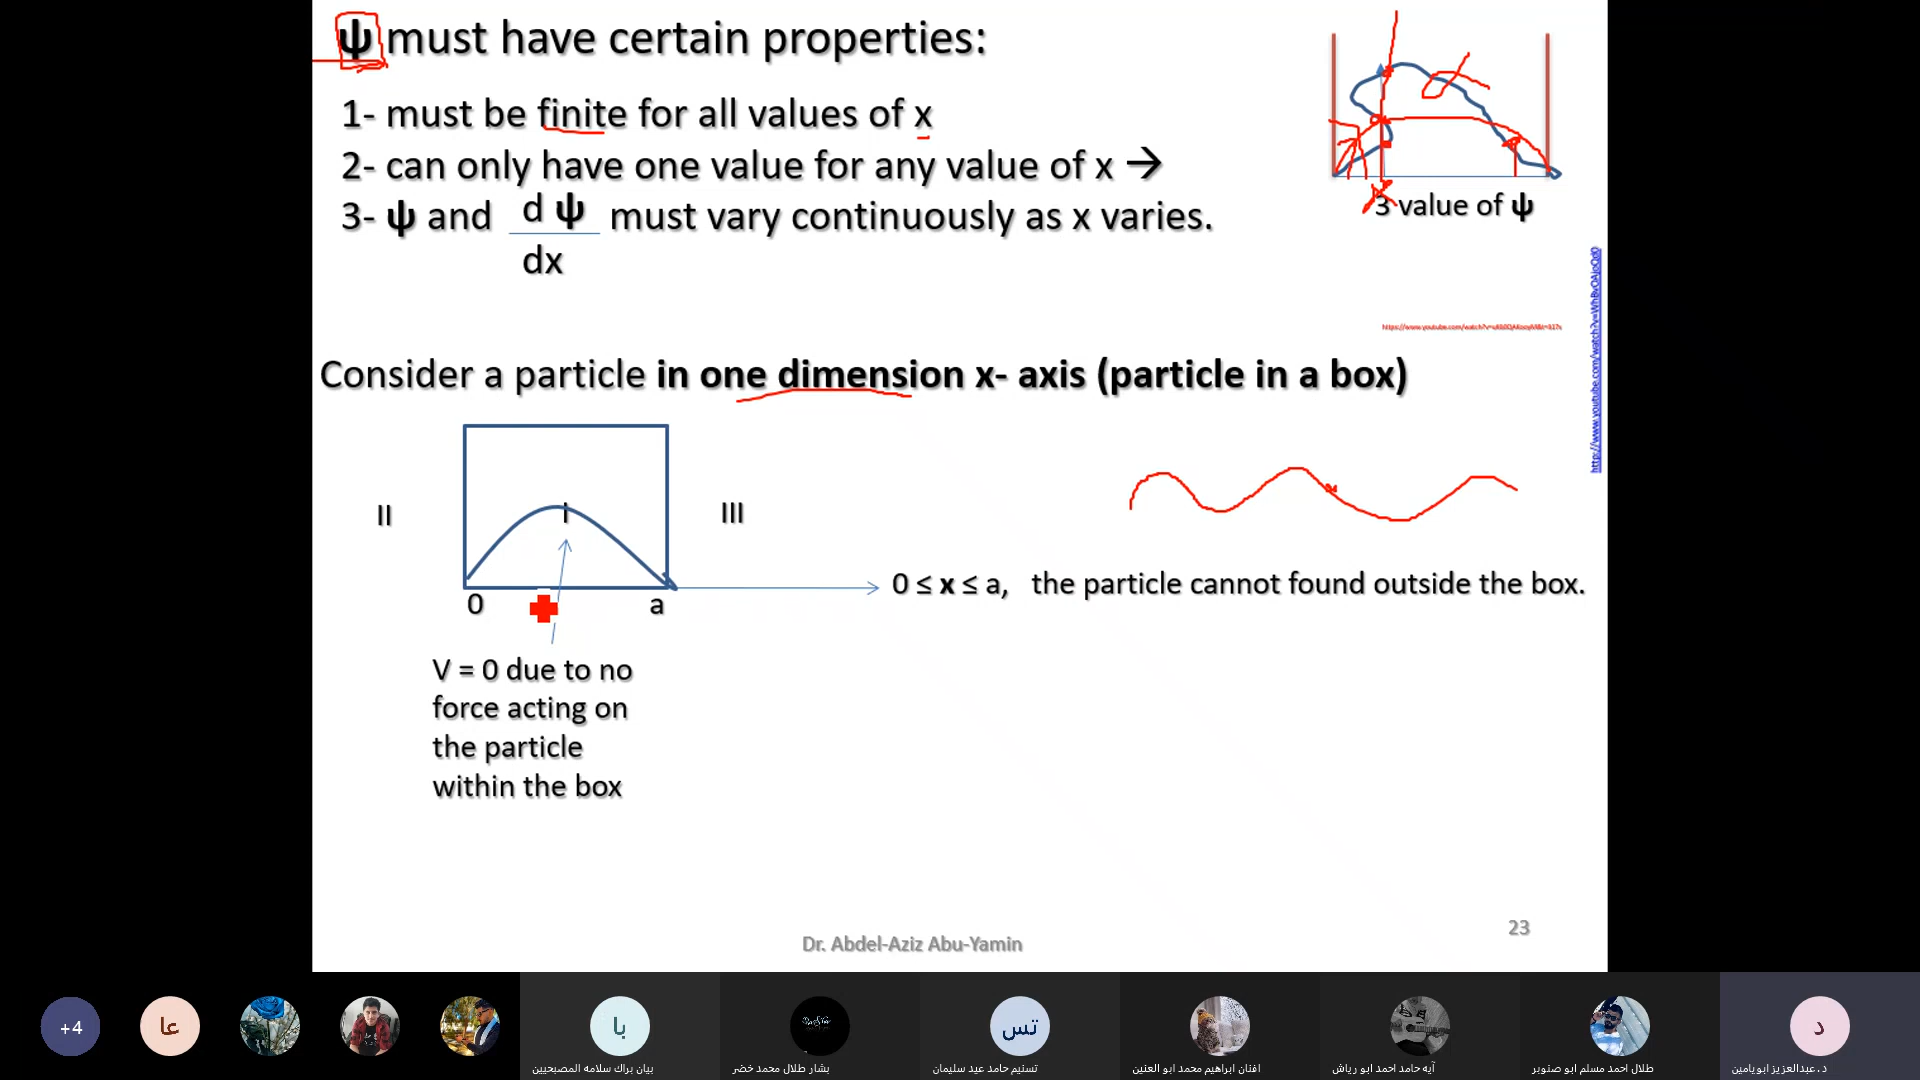 ψ must have certain properties:
1- must be finite for all values of x
2- can only have one value for any value of x →
3- ψ and d ψ must vary continuously as x varies.
dx
3 value of ψ
Consider a particle in one dimension x- axis (particle in a box)
II
I
III
0 ≤ x ≤ a, the particle cannot found outside the box.
0
a
V = 0 due to no
force acting on
the particle
within the box
Dr. Abdel-Aziz Abu-Yamin
23
+4
عا
با
تس
د
بيان براك سلامه المصبحيين
بشار طلال محمد خضر
تسنيم حامد عيد سليمان
افنان ابراهيم محمد ابو العنين
آيه حامد احمد ابو رياش
طلال احمد مسلم ابو صنوبر
د.عبدالعزيز ابويامين